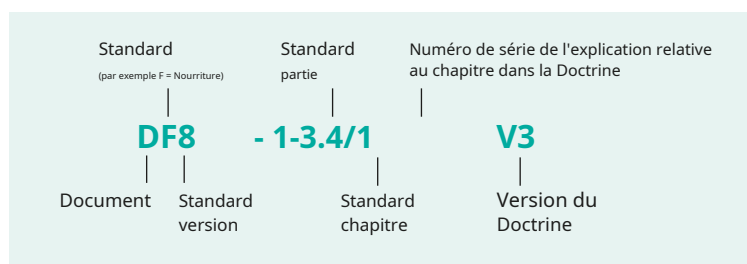 Standard
(par exemple F = Nourriture)
Standard
partie
Numéro de série de l'explication relative
au chapitre dans la Doctrine
DF8 - 1-3.4/1 V3
Document
Standard
version
Standard
chapitre
Version du
Doctrine